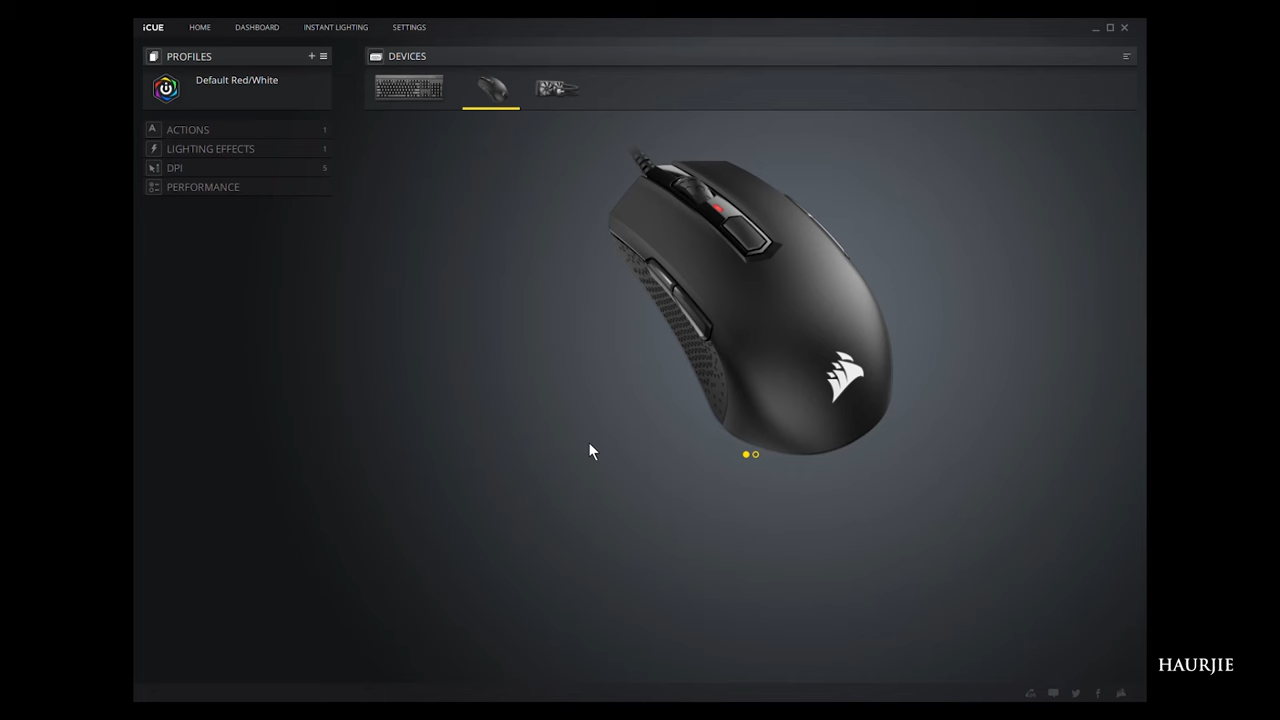 iCUE HOME DASHBOARD INSTANT LIGHTING SETTINGS
PROFILES
DEVICES
Default Red/White
ACTIONS 1
LIGHTING EFFECTS 1
DPI 5
PERFORMANCE
HAURJIE